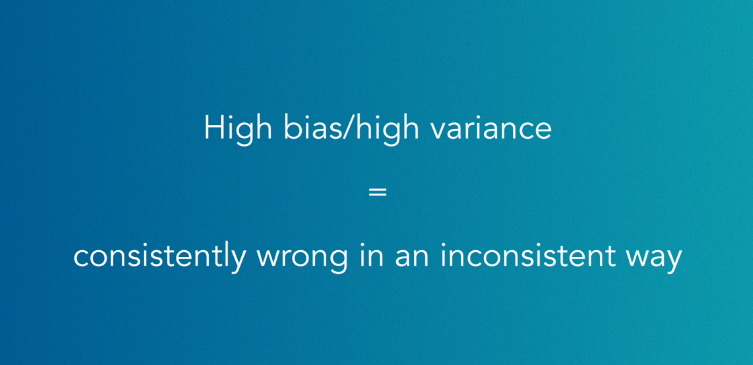 High bias/high variance
=
consistently wrong in an inconsistent way